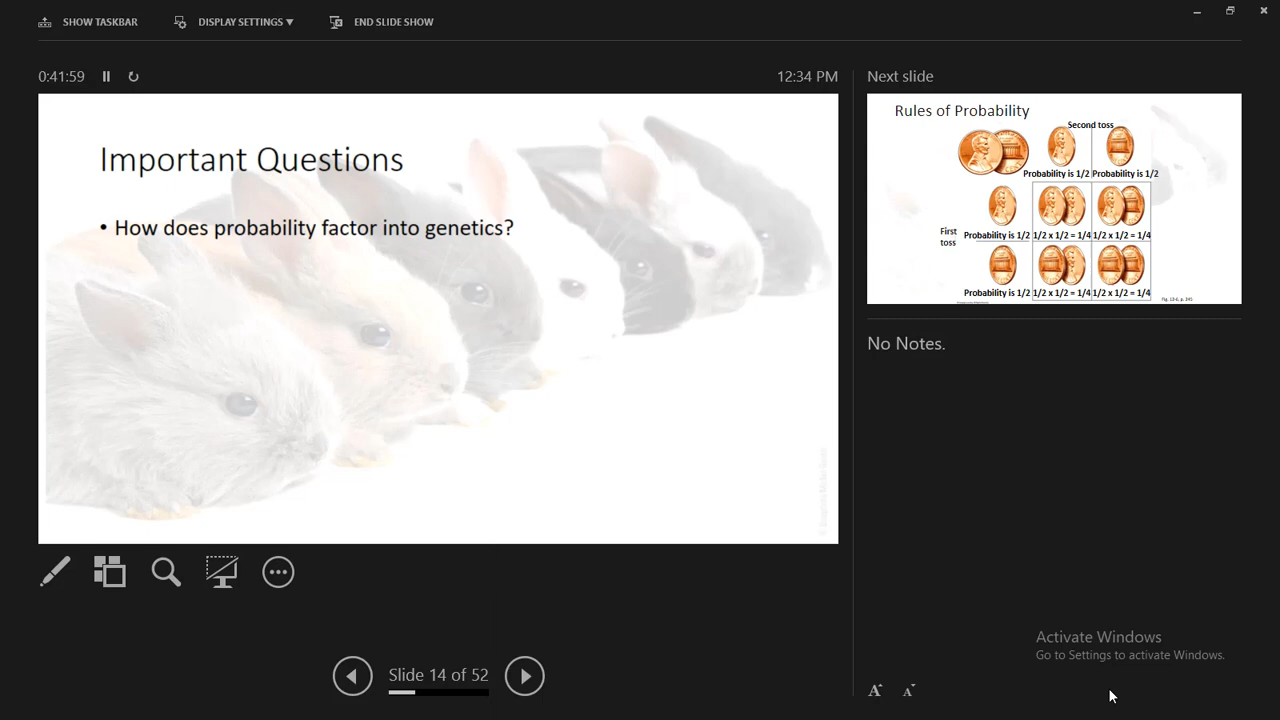 SHOW TASKBAR
DISPLAY SETTINGS ▼
END SLIDE SHOW
0:41:59
12:34 PM
Important Questions
• How does probability factor into genetics?
Next slide
Rules of Probability
Second toss
Probability is 1/2 Probability is 1/2
First
toss
Probability is 1/2 1/2 x 1/2 = 1/4 1/2 x 1/2 = 1/4
Probability is 1/2 1/2 x 1/2 = 1/4 1/2 x 1/2 = 1/4
No Notes.
Slide 14 of 52
Activate Windows
Go to Settings to activate Windows.
A A